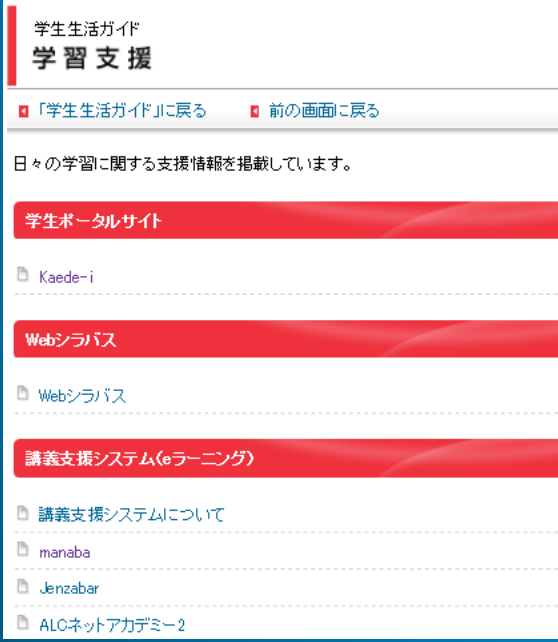 学生生活ガイド
学習支援
「学生生活ガイド」に戻る 前の画面に戻る
日々の学習に関する支援情報を掲載しています。
学生ポータルサイト
Kaede-i
Webシラバス
Webシラバス
講義支援システム(eラーニング)
講義支援システムについて
manaba
Jenzabar
ALCネットアカデミー2